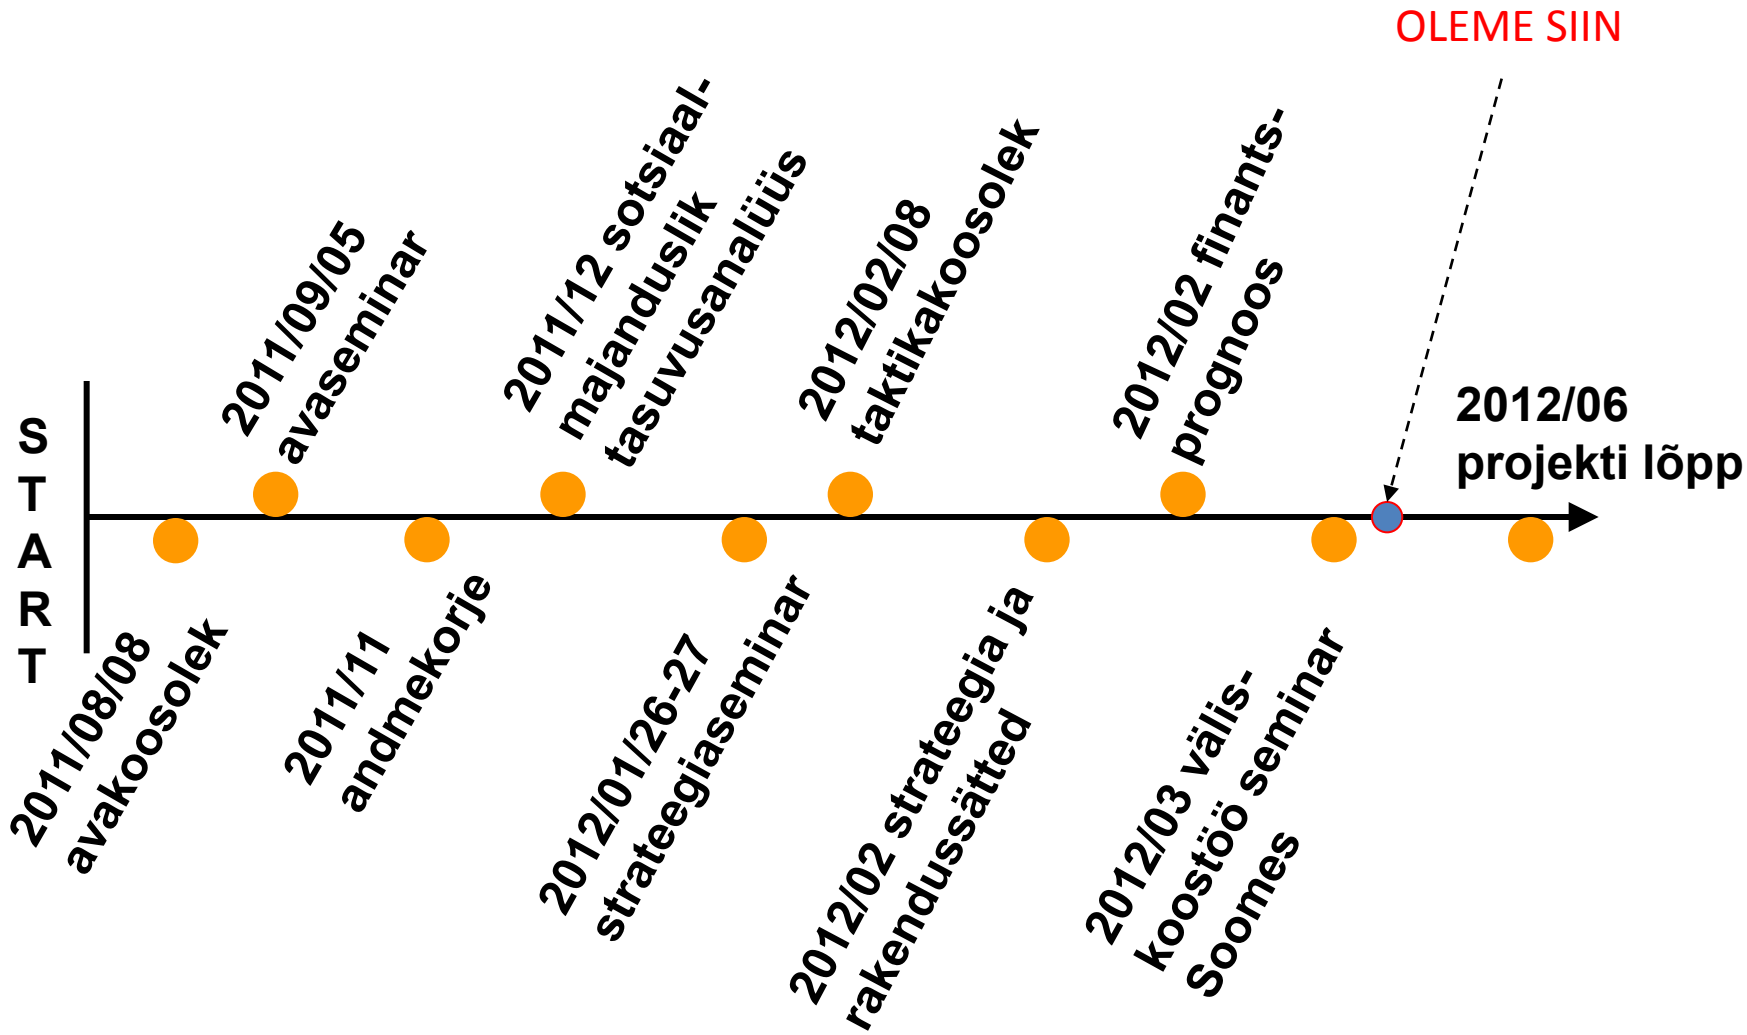 OLEME SIIN
START
2011/08/08
avakoosolek
2011/09/05
avaseminar
2011/11
andmekorje
2011/12 sotsiaal-
majanduslik
tasuvusanalüüs
2012/01/26-27
strateegiaseminar
2012/02/08
taktikakoosolek
2012/02 strateegia ja
rakendussätted
2012/02 finants-
prognoos
2012/03 välis-
koostöö seminar
Soomes
2012/06
projekti lõpp